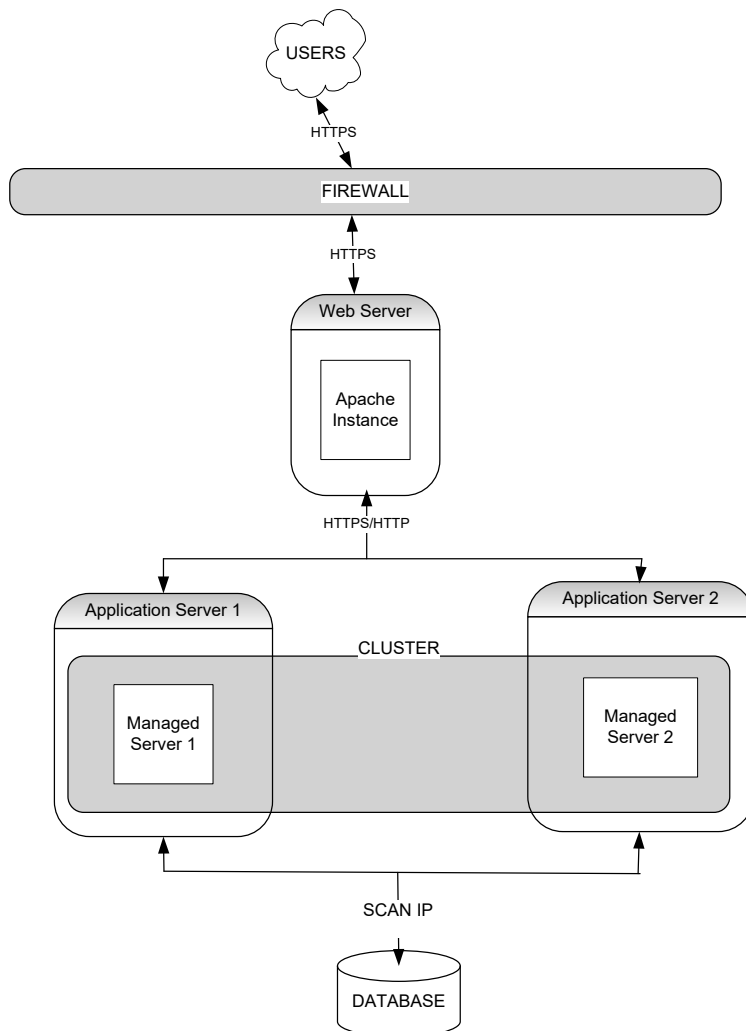 USERS
HTTPS
FIREWALL
HTTPS
Web Server
Apache
Instance
HTTPS/HTTP
Application Server 1
Application Server 2
CLUSTER
Managed
Server 1
Managed
Server 2
SCAN IP
DATABASE